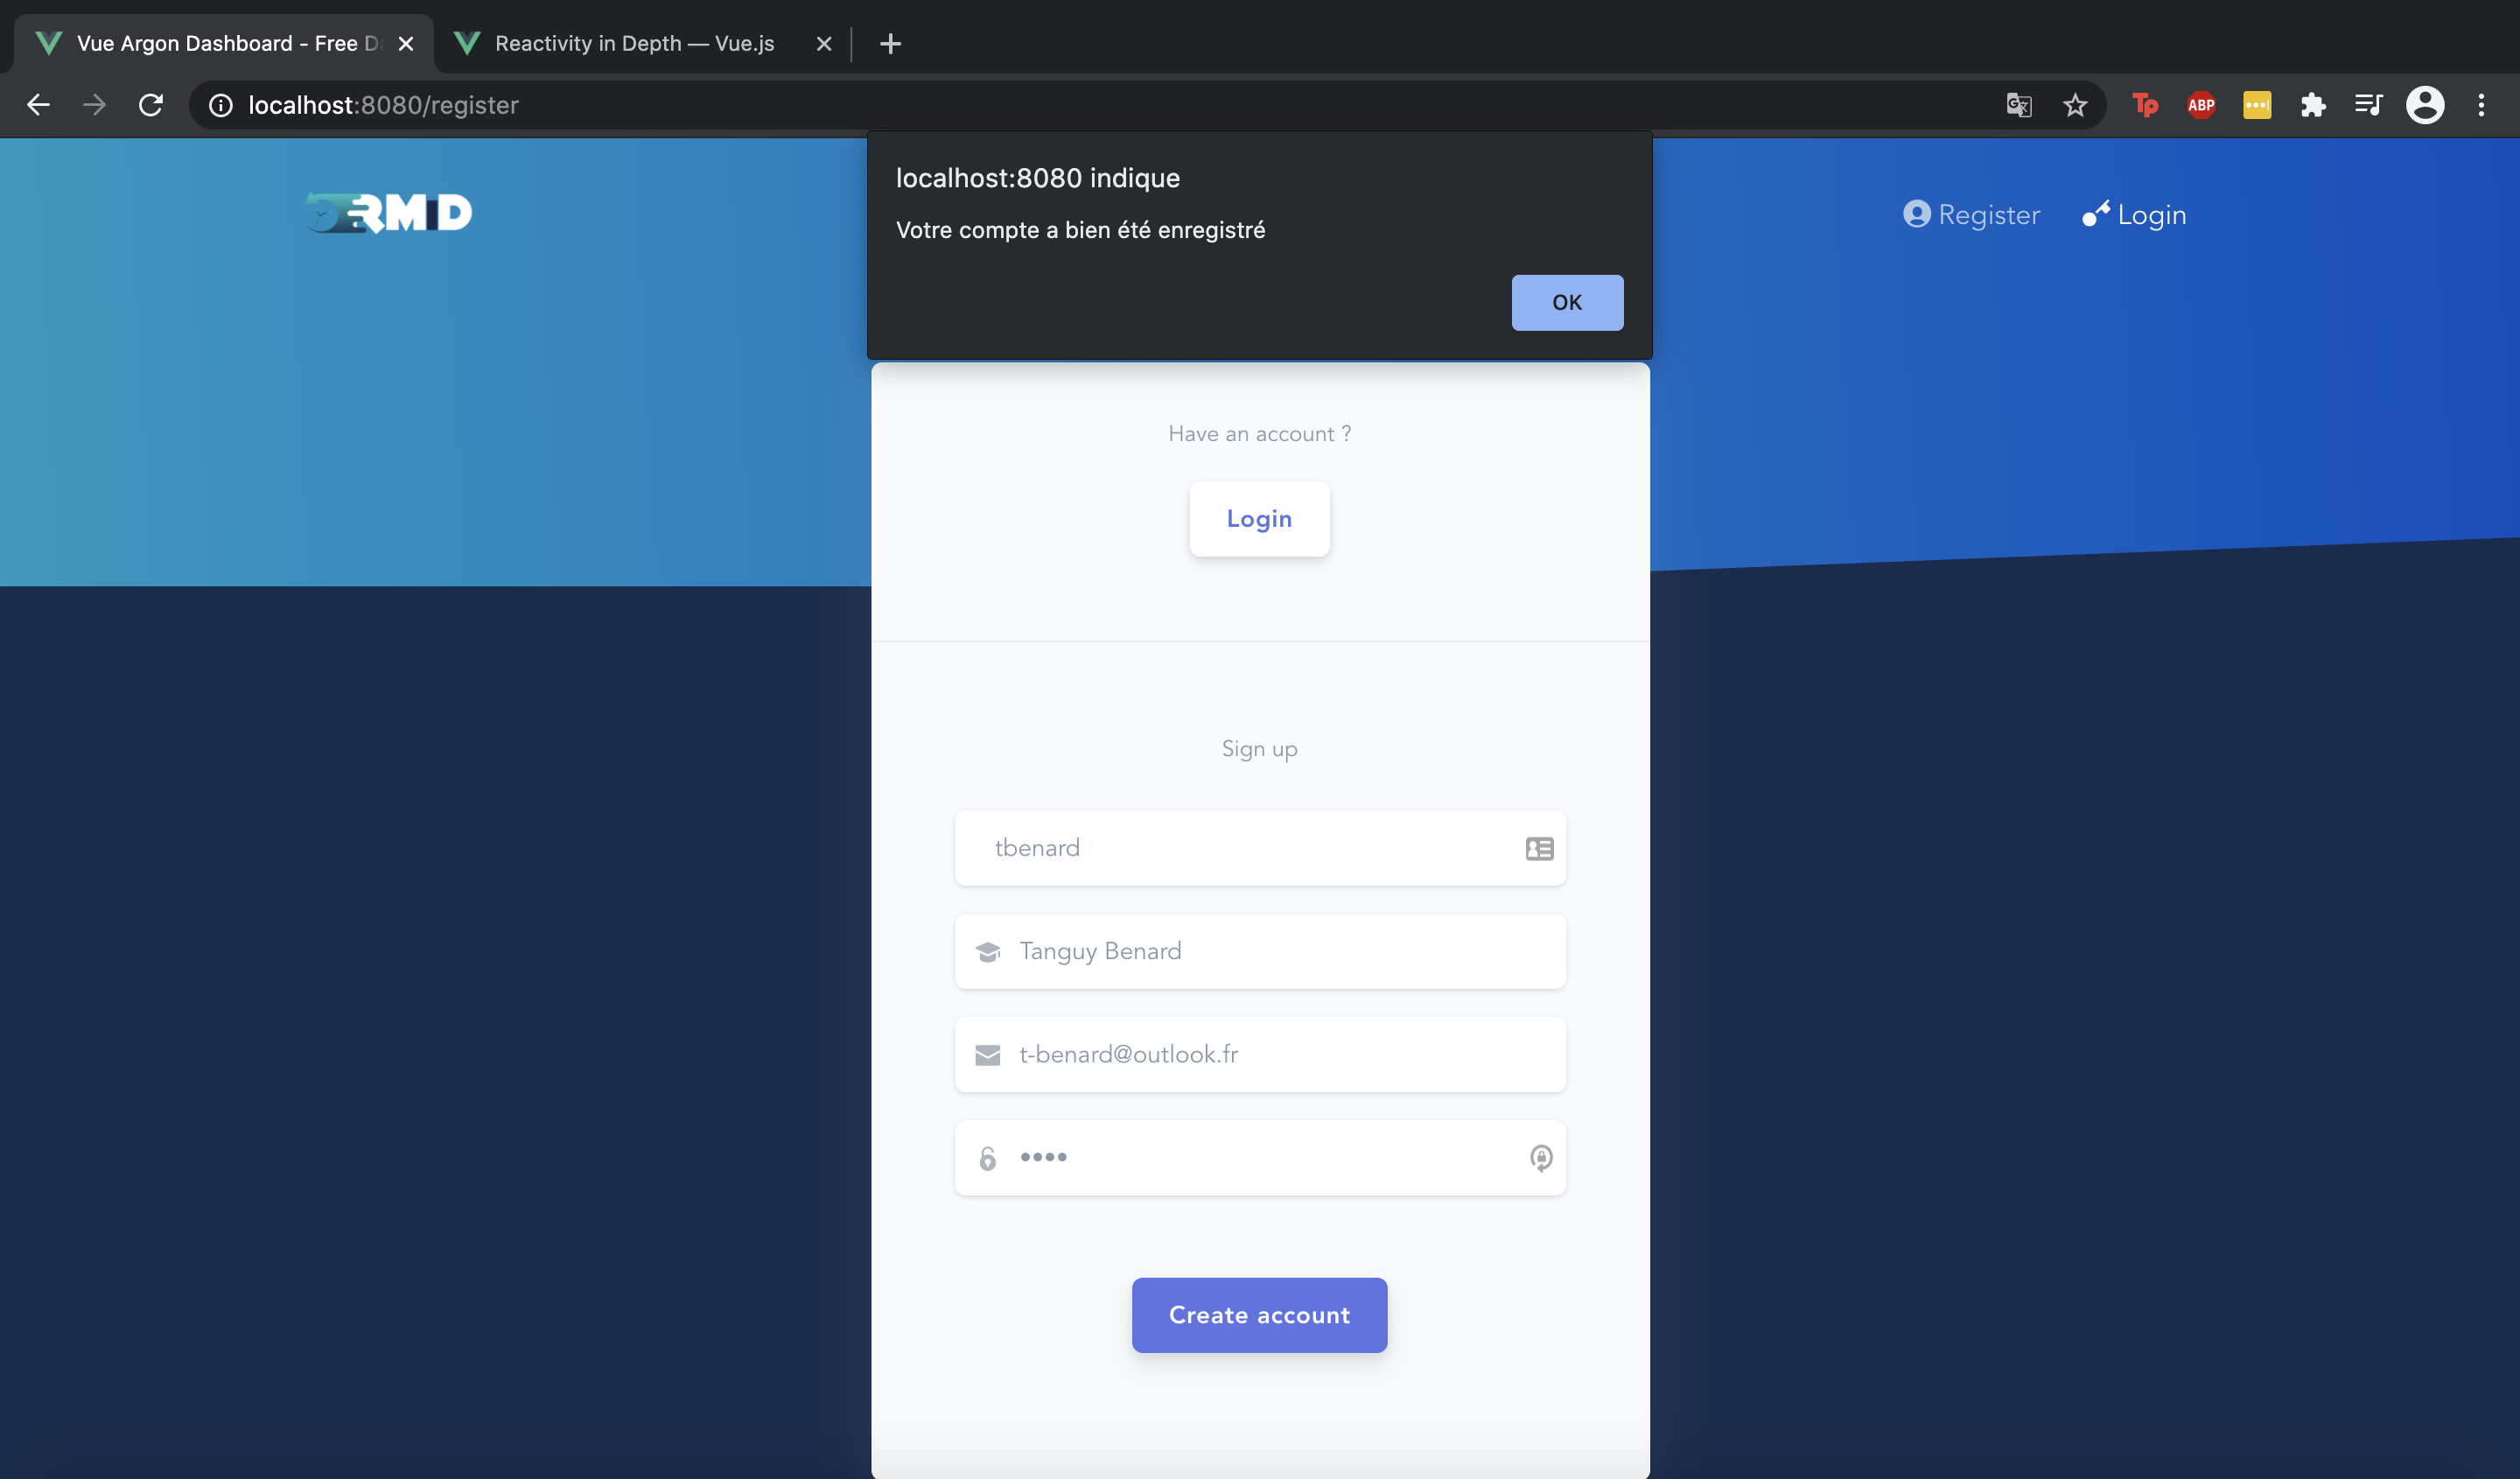 Vue Argon Dashboard - Free D
Reactivity in Depth — Vue.js
localhost:8080/register
ABP
localhost:8080 indique
Votre compte a bien été enregistré
OK
Register
Login
Have an account ?
Login
Sign up
tbenard
Tanguy Benard
t-benard@outlook.fr
••••
Create account